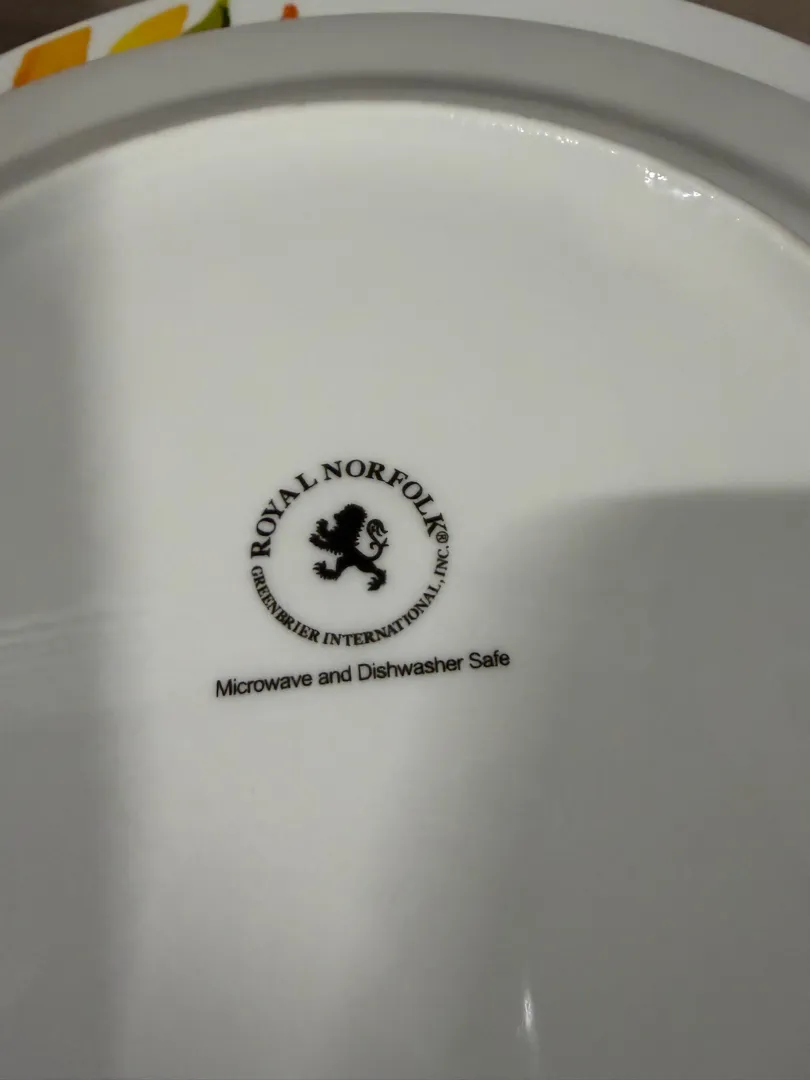 ROYAL NORFOLK®
GREENBRIER INTERNATIONAL, INC.
Microwave and Dishwasher Safe